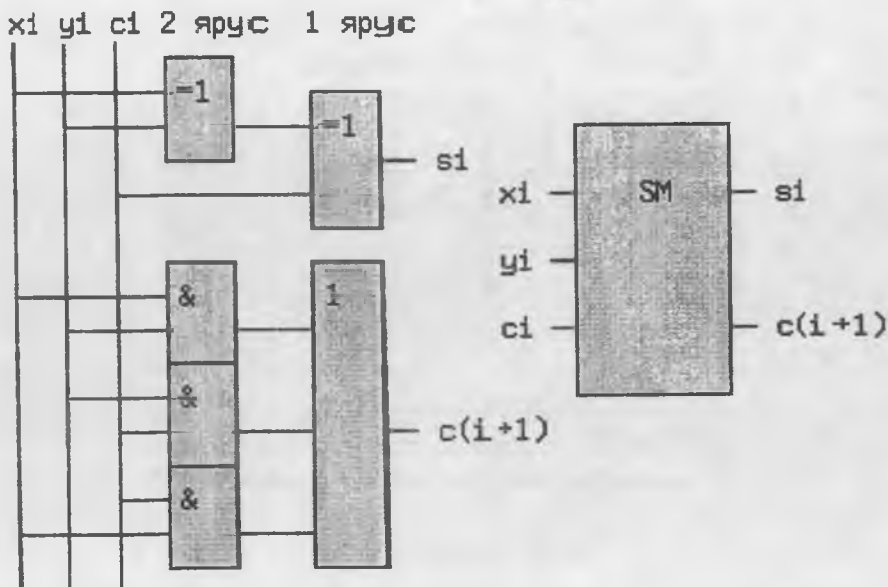 xi yi ci 2 ярус 1 ярус
=1
=1
si
&
1
&
c(i+1)
&
xi
SM
si
yi
ci
c(i+1)